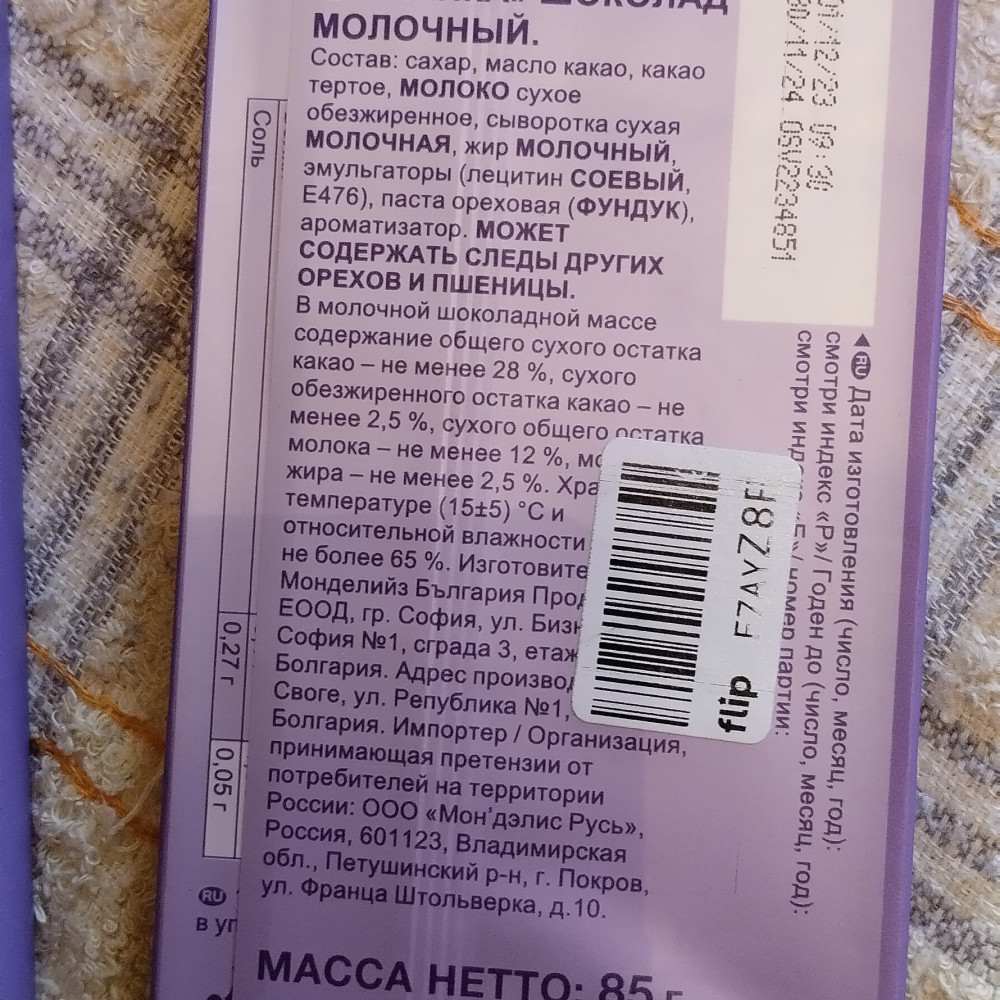 ШОКОЛАД
МОЛОЧНЫЙ.
Состав: сахар, масло какао, какао
тертое, МОЛОКО сухое
обезжиренное, сыворотка сухая
МОЛОЧНАЯ, жир МОЛОЧНЫЙ,
эмульгаторы (лецитин СОЕВЫЙ,
Е476), паста ореховая (ФУНДУК),
ароматизатор. МОЖЕТ
СОДЕРЖАТЬ СЛЕДЫ ДРУГИХ
ОРЕХОВ И ПШЕНИЦЫ.
В молочной шоколадной массе
содержание общего сухого остатка
какао – не менее 28 %, сухого
обезжиренного остатка какао – не
менее 2,5 %, сухого общего остатка
молока – не менее 12 %,
жира – не менее 2,5 %.
температуре (15±5) °С и
относительной влажности
не более 65 %.
Монделийз България
ЕООД, гр. София, ул.
София №1, сграда 3,
Болгария. Адрес
Своге, ул. Република №1,
Болгария. Импортер / Организация,
принимающая претензии от
потребителей на территории
России: ООО «Мон’дэлис Русь»,
Россия, 601123, Владимирская
обл., Петушинский р-н, г. Покров,
ул. Франца Штольверка, д.10.
МАССА НЕТТО: 85 г
Соль
0,27 г
0,05 г
RU
в
/12/23 09:30
/11/24 OSV2234851
RU Дата изготовления (число, месяц, год):
смотри индекс «Р» / Годен до (число, месяц, год):
смотри / номер партии:
flip